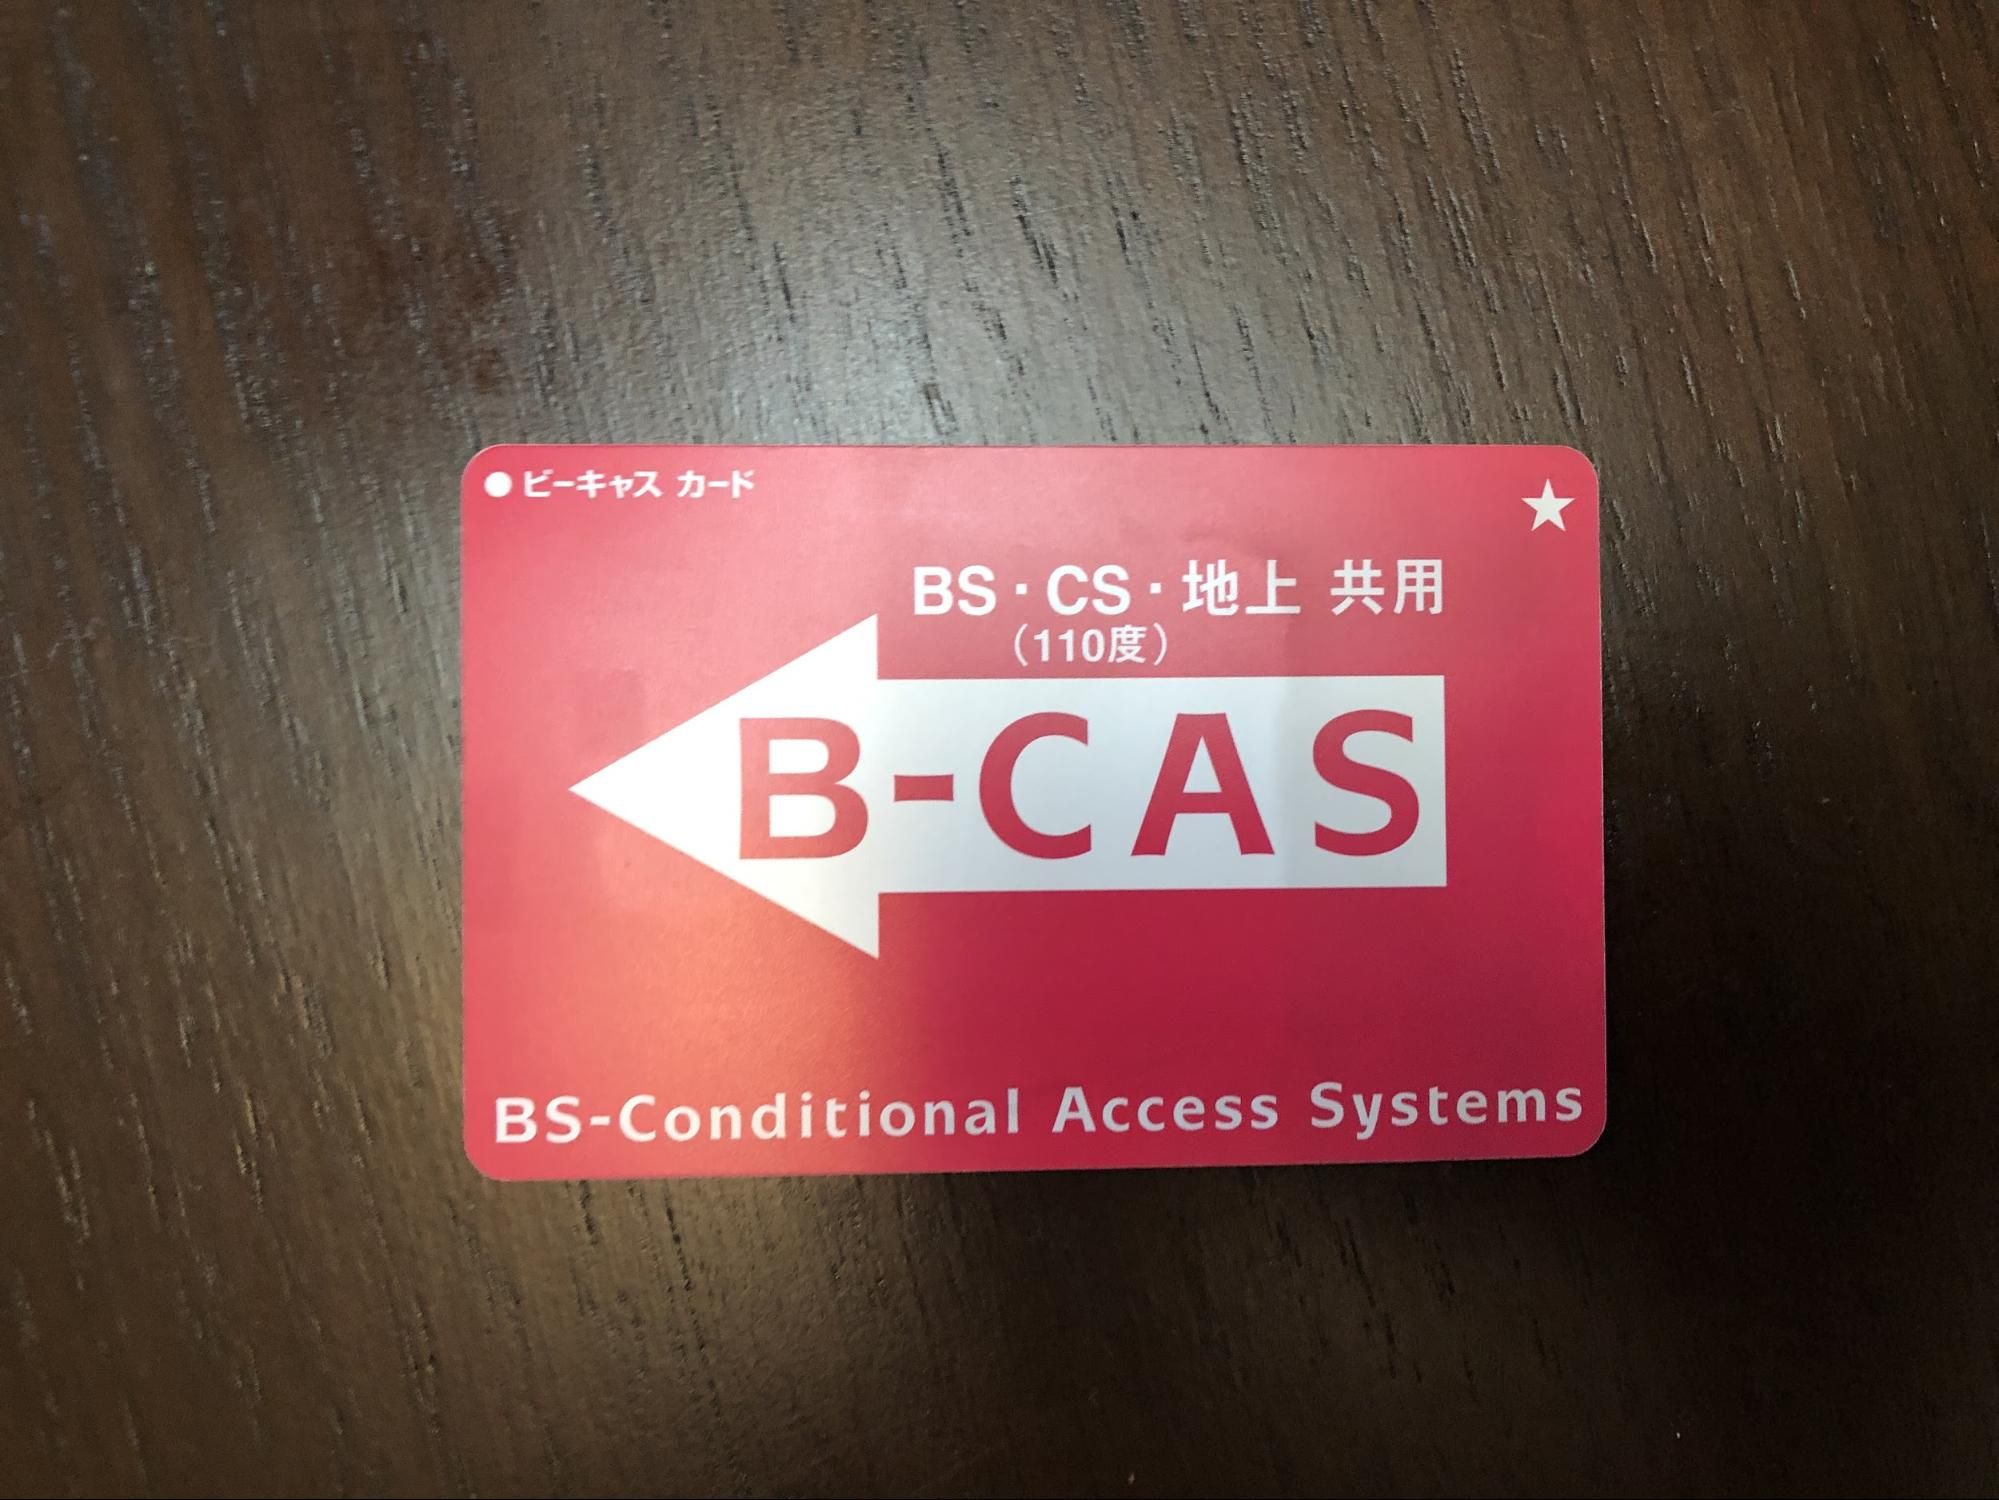 ● ビーキャス カード
★
BS・CS・地上 共用
（110度）
B-CAS
BS-Conditional Access Systems